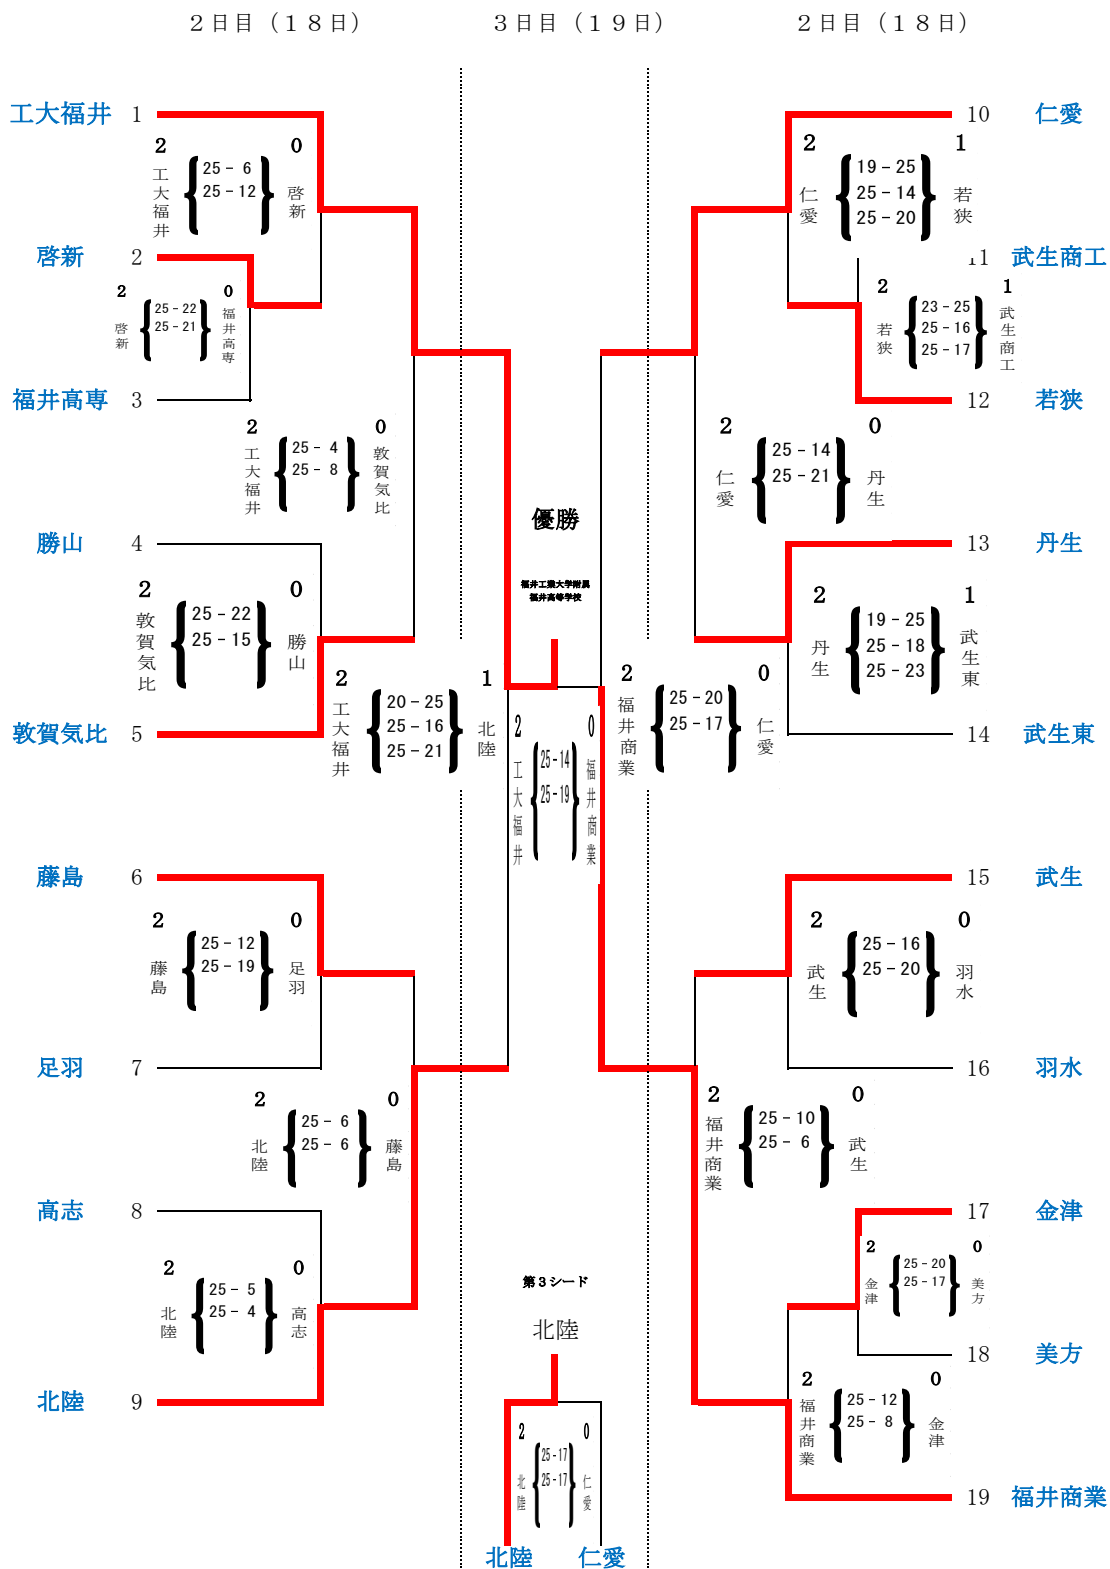 ２日目（１８日）
３日目（１９日）
２日目（１８日）
工大福井 1
2 0
工大福井 25－6 啓新
25－12
啓新 2
2 0
啓新 25－22 福井高専
25－21
福井高専 3
2 0
工大福井 25－4 敦賀気比
25－8
勝山 4
2 0
敦賀気比 25－22 勝山
25－15
敦賀気比 5
2 1
工大福井 20－25 北陸
25－16
25－21
藤島 6
2 0
藤島 25－12 足羽
25－19
足羽 7
2 0
北陸 25－6 藤島
25－6
高志 8
2 0
北陸 25－5 高志
25－4
北陸 9
優勝
福井工業大学附属
福井高等学校
2 0
工大福井 25－14 福井商業
25－19
第３シード
北陸
2 0
北陸 25－17 仁愛
25－17
北陸 仁愛
10 仁愛
2 1
仁愛 19－25 若狭
25－14
25－20
11 武生商工
2 1
若狭 23－25 武生商工
25－16
25－17
12 若狭
2 0
仁愛 25－14 丹生
25－21
13 丹生
2 1
丹生 19－25 武生東
25－18
25－23
2 0
福井商業 25－20 仁愛
25－17
14 武生東
15 武生
2 0
武生 25－16 羽水
25－20
16 羽水
2 0
福井商業 25－10 武生
25－6
17 金津
2 0
金津 25－20 美方
25－17
18 美方
2 0
福井商業 25－12 金津
25－8
19 福井商業